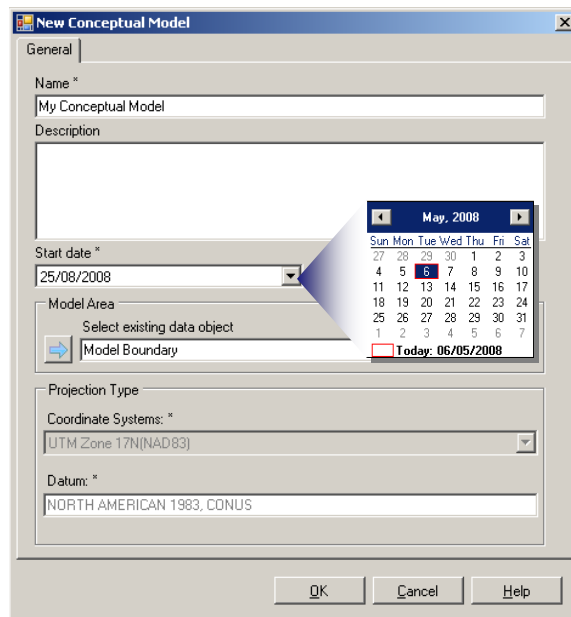 New Conceptual Model
General
Name *
My Conceptual Model
Description
Start date *
25/08/2008
May, 2008
Sun Mon Tue Wed Thu Fri Sat
27 28 29 30 1 2 3
4 5 6 7 8 9 10
11 12 13 14 15 16 17
18 19 20 21 22 23 24
25 26 27 28 29 30 31
1 2 3 4 5 6 7
Today: 06/05/2008
Model Area
Select existing data object
Model Boundary
Projection Type
Coordinate Systems: *
UTM Zone 17N(NAD83)
Datum: *
NORTH AMERICAN 1983, CONUS
OK Cancel Help